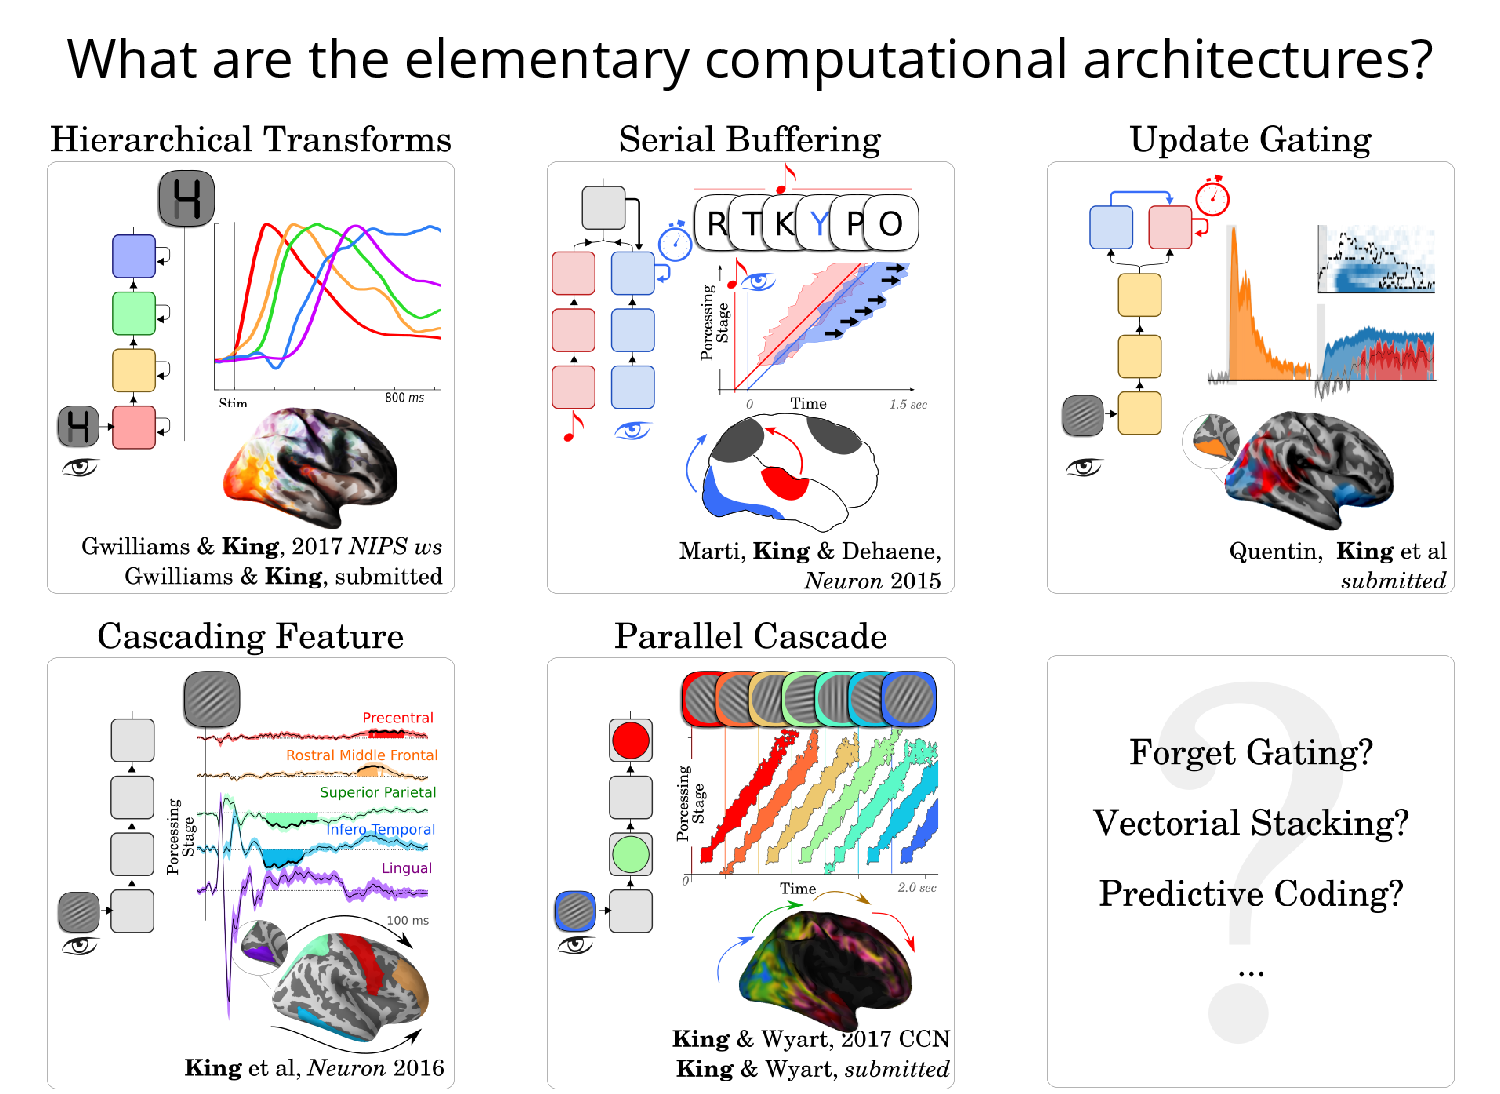 What are the elementary computational architectures?
Hierarchical Transforms
Serial Buffering
Update Gating
4
4
Stim
800 ms
Gwilliams & King, 2017 NIPS ws
Gwilliams & King, submitted
R T K Y P O
Porcessing
Stage
0
Time
1.5 sec
Marti, King & Dehaene,
Neuron 2015
Quentin, King et al
submitted
Cascading Feature
Parallel Cascade
Precentral
Rostral Middle Frontal
Superior Parietal
Infero Temporal
Lingual
Porcessing
Stage
100 ms
King et al, Neuron 2016
Porcessing
Stage
0
Time
2.0 sec
King & Wyart, 2017 CCN
King & Wyart, submitted
?
Forget Gating?
Vectorial Stacking?
Predictive Coding?
...